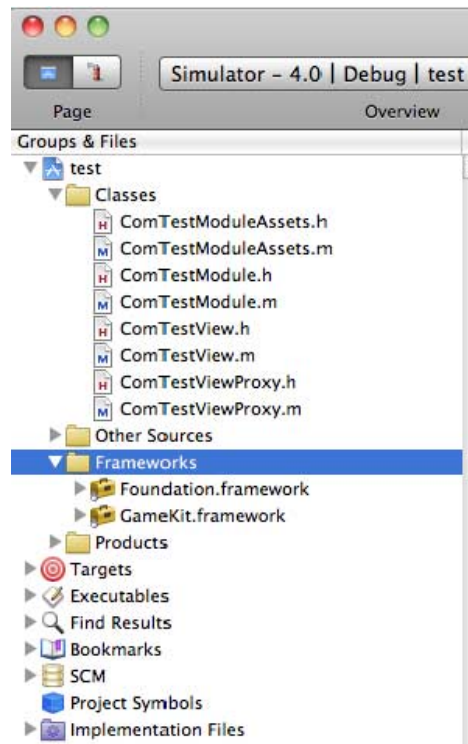 Simulator - 4.0 | Debug | test
Page
Overview
Groups & Files
test
Classes
ComTestModuleAssets.h
ComTestModuleAssets.m
ComTestModule.h
ComTestModule.m
ComTestView.h
ComTestView.m
ComTestViewProxy.h
ComTestViewProxy.m
Other Sources
Frameworks
Foundation.framework
GameKit.framework
Products
Targets
Executables
Find Results
Bookmarks
SCM
Project Symbols
Implementation Files